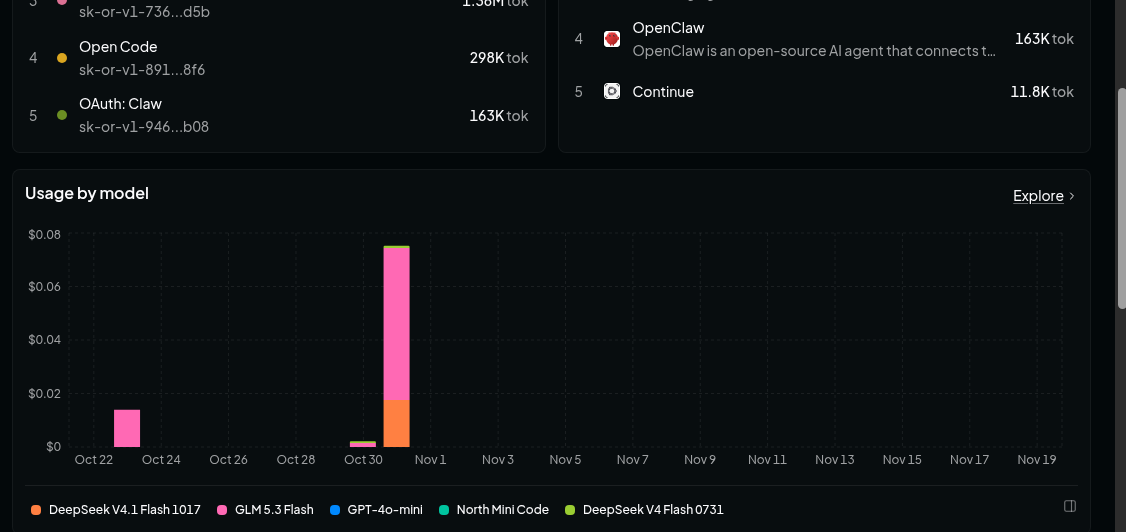 sk-or-v1-736...d5b
4
Open Code
298K tok
sk-or-v1-891...8f6
5
OAuth: Claw
163K tok
sk-or-v1-946...b08
4
OpenClaw
163K tok
OpenClaw is an open-source AI agent that connects t...
5
Continue
11.8K tok
Usage by model
Explore
$0.08
$0.06
$0.04
$0.02
$0
Oct 22 Oct 24 Oct 26 Oct 28 Oct 30 Nov 1 Nov 3 Nov 5 Nov 7 Nov 9 Nov 11 Nov 13 Nov 15 Nov 17 Nov 19
DeepSeek V4.1 Flash 1017 GLM 5.3 Flash GPT-4o-mini North Mini Code DeepSeek V4 Flash 0731